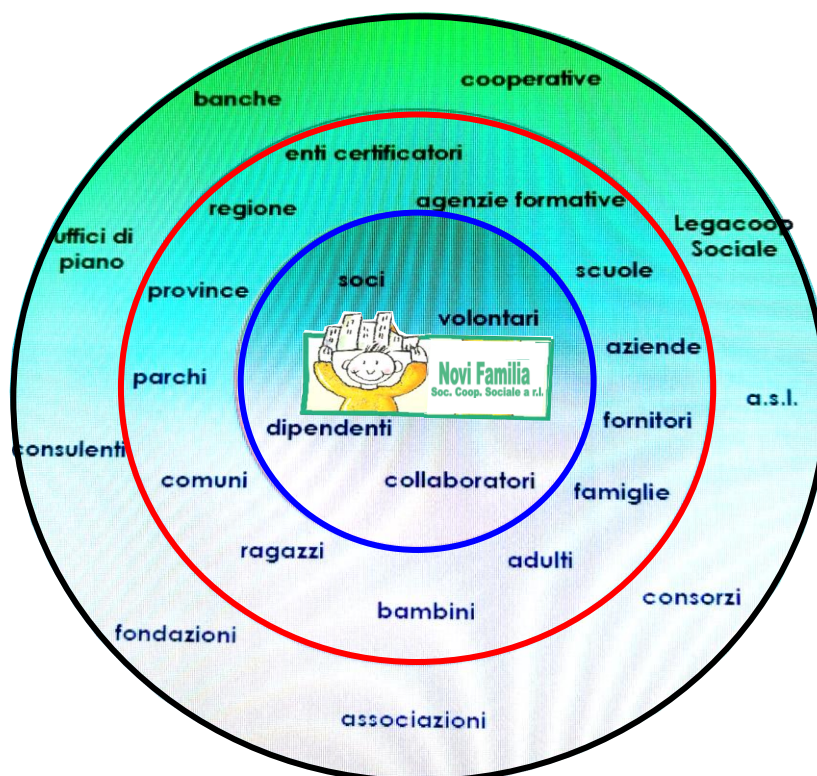 cooperative
banche
enti certificatori
agenzie formative
regione
Legacoop
Sociale
uffici di
piano
scuole
soci
province
volontari
aziende
Novi Familia
Soc. Coop. Sociale a r.l.
parchi
a.s.l.
fornitori
dipendenti
consulenti
comuni
collaboratori
famiglie
ragazzi
adulti
consorzi
bambini
fondazioni
associazioni